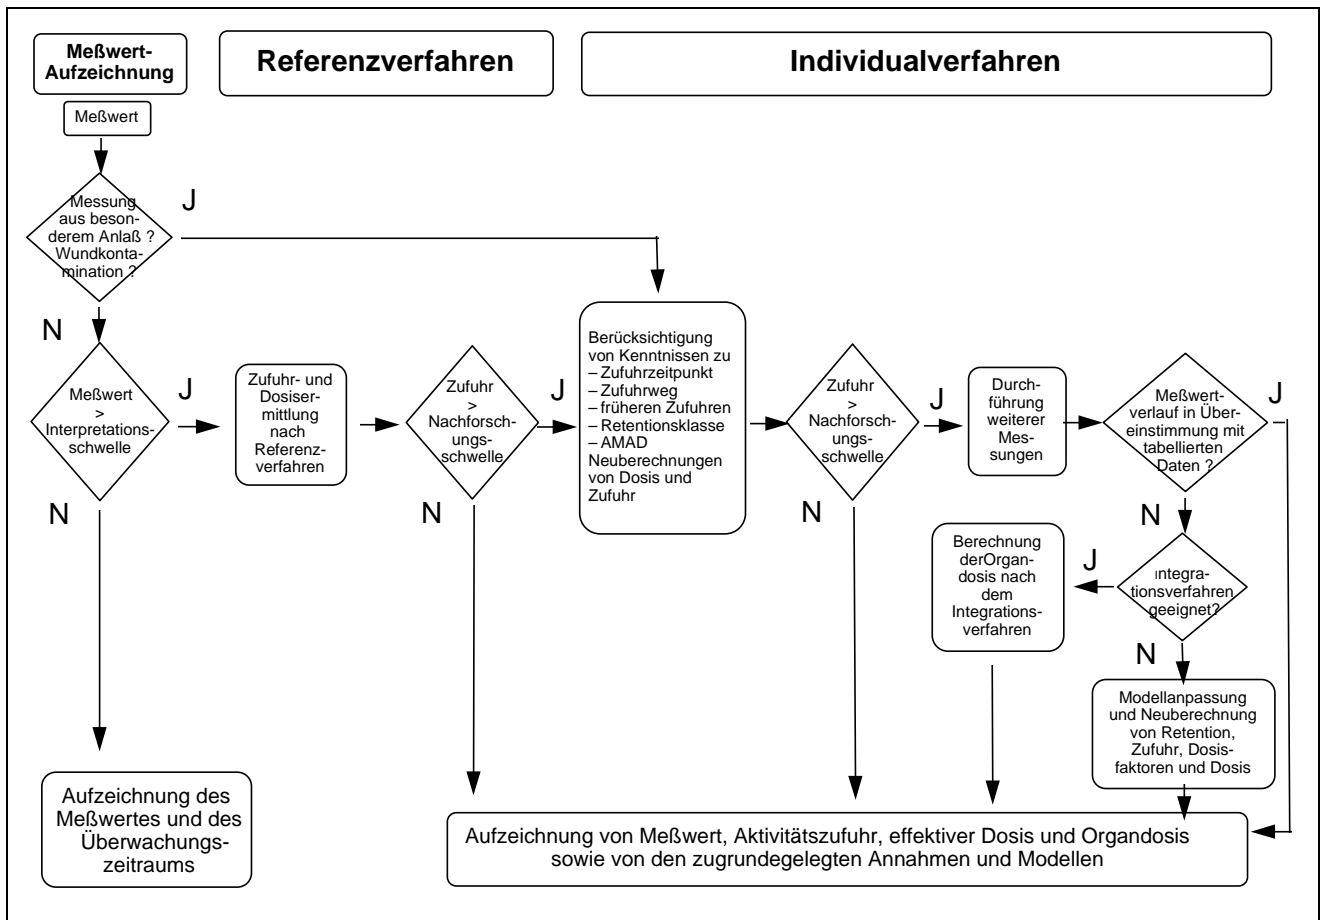 Meßwert-
Aufzeichnung
Referenzverfahren
Individualverfahren
Meßwert
Messung
aus beson-
derem Anlaß ?
Wundkonta-
mination ?
J
N
Meßwert
>
Interpretations-
schwelle
J
N
Zufuhr- und
Dosiser-
mittlung
nach
Referenz-
verfahren
Zufuhr
>
Nachforsch-
ungs-
schwelle
J
N
Berücksichtigung
von Kenntnissen zu
– Zufuhrzeitpunkt
– Zufuhrweg
– früheren Zufuhren
– Retentionsklasse
– AMAD
Neuberechnungen
von Dosis und
Zufuhr
Zufuhr
>
Nachforsch-
ungs-
schwelle
J
N
Durch-
führung
weiterer
Mes-
sungen
Meßwert-
verlauf in Über-
einstimmung mit
tabellierten
Daten ?
J
N
Integra-
tionsverfahren
geeignet?
J
N
Berechnung
derOrgan-
dosis nach
dem
Integrations-
verfahren
Modellanpassung
und Neuberechnung
von Retention,
Zufuhr, Dosis-
faktoren und Dosis
Aufzeichnung des
Meßwertes und des
Überwachungs-
zeitraums
Aufzeichnung von Meßwert, Aktivitätszufuhr, effektiver Dosis und Organdosis
sowie von den zugrundegelegten Annahmen und Modellen